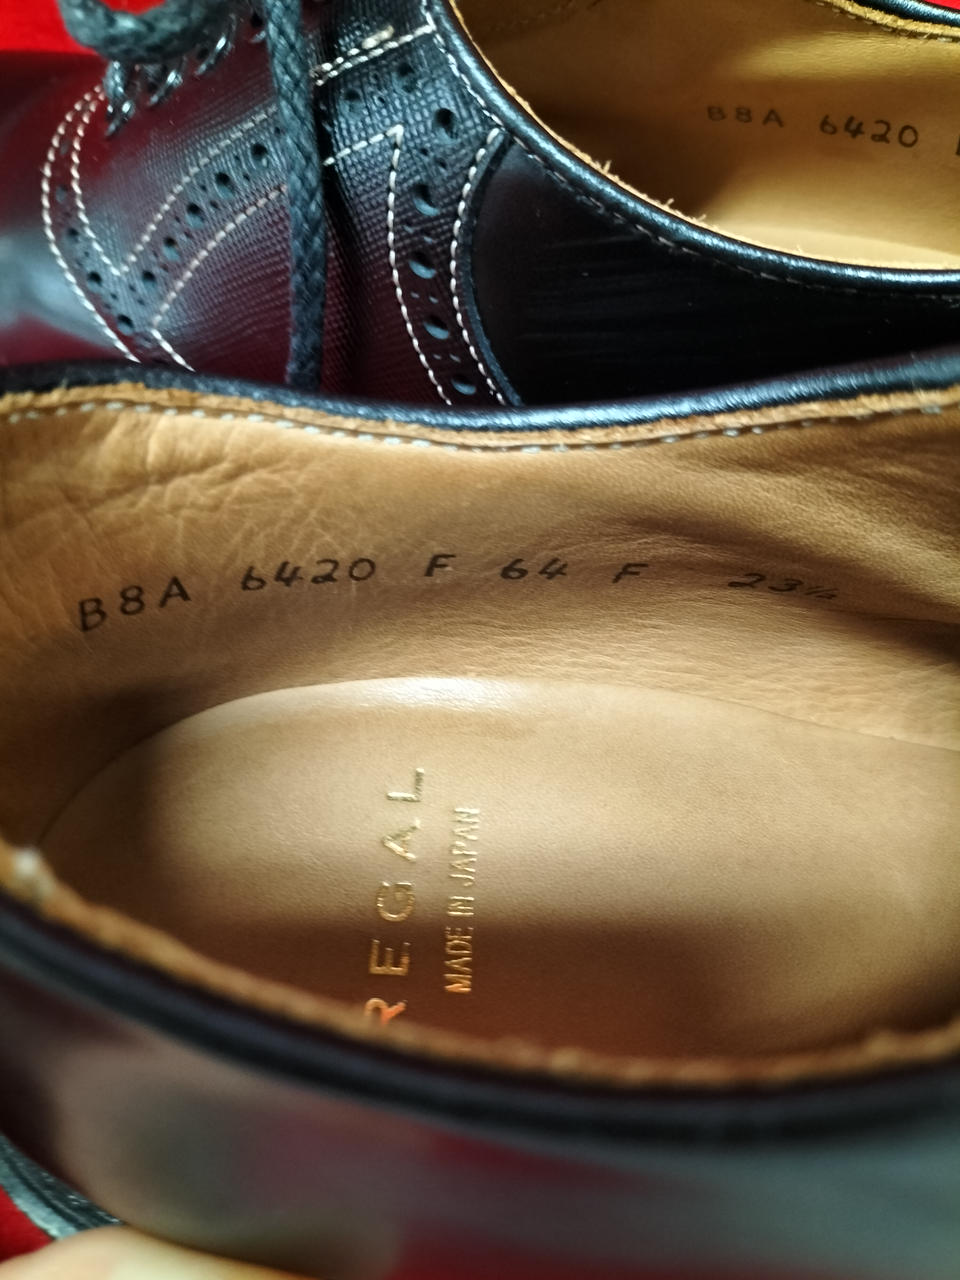 B8A 6420
B8A 6420 F 64 F 23½
REGAL
MADE IN JAPAN